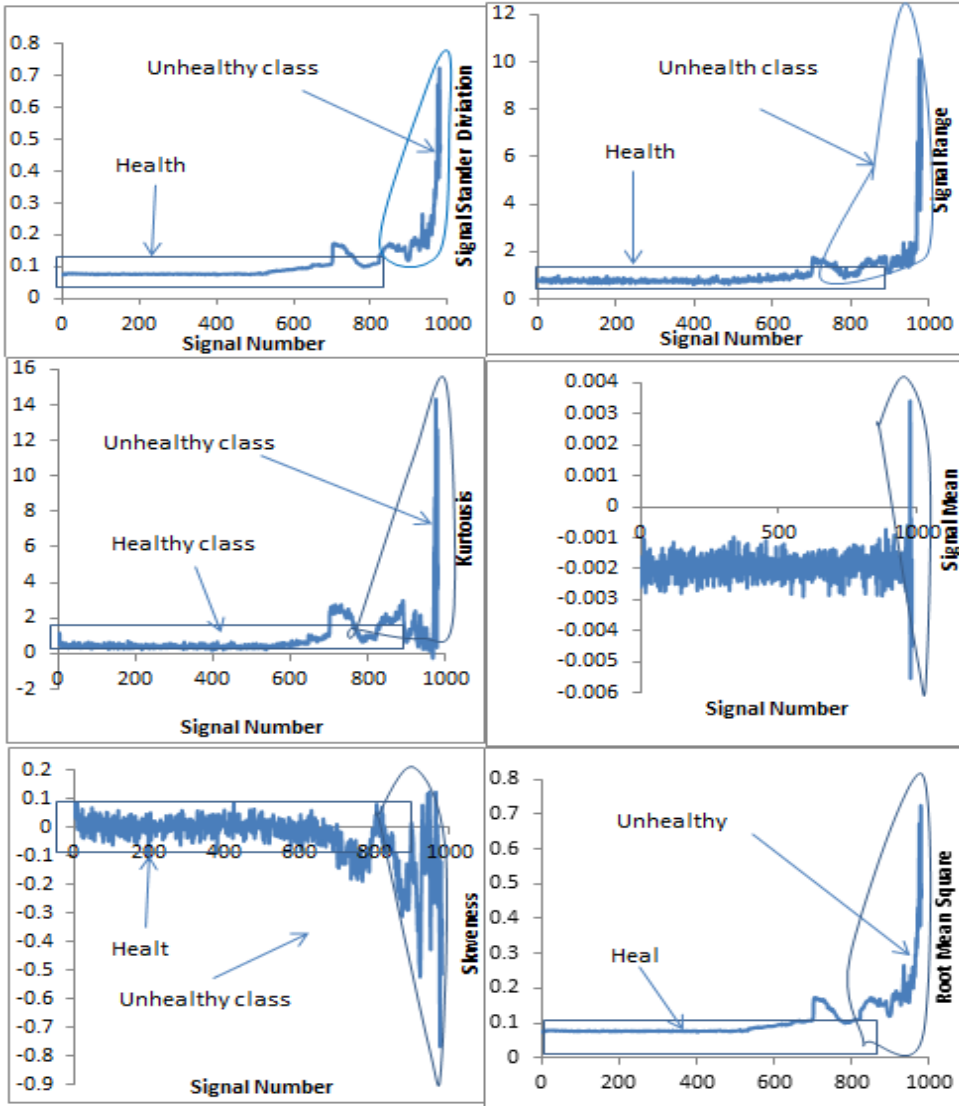 0.8
0.7
0.6
0.5
0.4
0.3
0.2
0.1
0
Unhealthy class
Health
0 200 400 600 800 1000
Signal Number
Signal Stander Diviation
12
10
8
6
4
2
0
Unhealth class
Health
0 200 400 600 800 1000
Signal Number
Signal Range
16
14
12
10
8
6
4
2
0
-2
Unhealthy class
Healthy class
0 200 400 600 800 1000
Signal Number
Kurtousis
0.004
0.003
0.002
0.001
0
-0.001
-0.002
-0.003
-0.004
-0.005
-0.006
0 500 1000
Signal Number
Signal Mean
0.2
0.1
0
-0.1
-0.2
-0.3
-0.4
-0.5
-0.6
-0.7
-0.8
-0.9
0 200 400 600 800 1000
Healt
Unhealthy class
Signal Number
Skweness
0.8
0.7
0.6
0.5
0.4
0.3
0.2
0.1
0
Unhealthy
Heal
0 200 400 600 800 1000
Root Mean Square